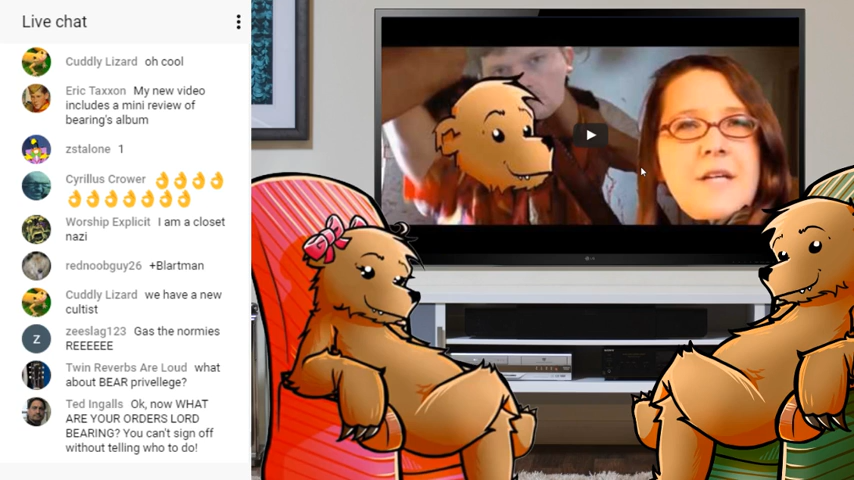 Live chat
Cuddly Lizard oh cool
Eric Taxxon My new video
includes a mini review of
bearing's album
zstalone 1
Cyrillus Crower 👌👌👌👌
👌👌👌👌👌👌👌
Worship Explicit I am a closet
nazi
rednoobguy26 +Blartman
Cuddly Lizard we have a new
cultist
Z
zeeslag123 Gas the normies
REEEEEE
Twin Reverbs Are Loud what
about BEAR privellege?
Ted Ingalls Ok, now WHAT
ARE YOUR ORDERS LORD
BEARING? You can't sign off
without telling who to do!
LG